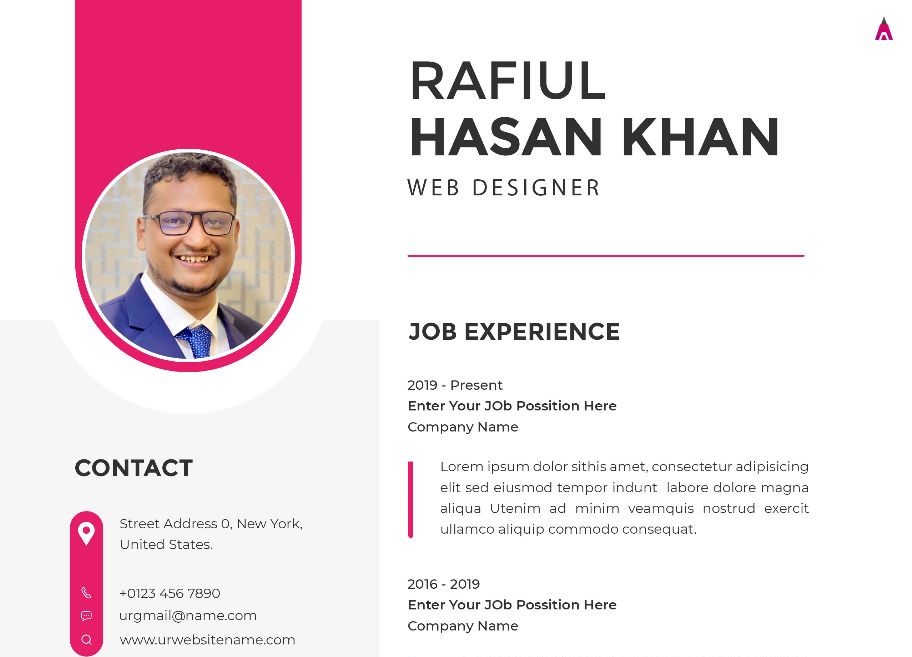 RAFIUL
HASAN KHAN
WEB DESIGNER
JOB EXPERIENCE
2019 - Present
Enter Your JOb Possition Here
Company Name
Lorem ipsum dolor sithis amet, consectetur adipisicing
elit sed eiusmod tempor indunt labore dolore magna
aliqua Utenim ad minim veamquis nostrud exercit
ullamco aliquip commodo consequat.
2016 - 2019
Enter Your JOb Possition Here
Company Name
CONTACT
Street Address 0, New York,
United States.
+0123 456 7890
urgmail@name.com
www.urwebsitename.com